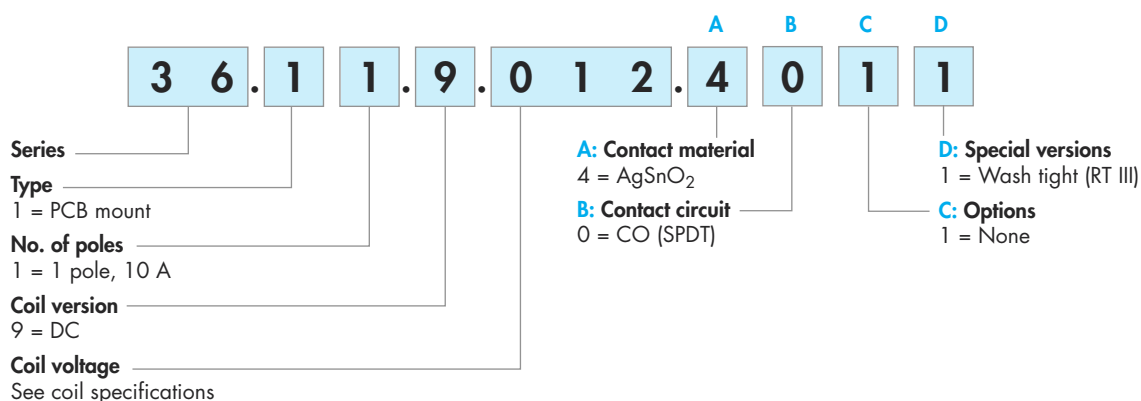 A B C D
3 6 . 1 1 . 9 . 0 1 2 . 4 0 1 1
Series
Type
1 = PCB mount
No. of poles
1 = 1 pole, 10 A
Coil version
9 = DC
Coil voltage
See coil specifications
A: Contact material
4 = AgSnO₂
B: Contact circuit
0 = CO (SPDT)
D: Special versions
1 = Wash tight (RT III)
C: Options
1 = None